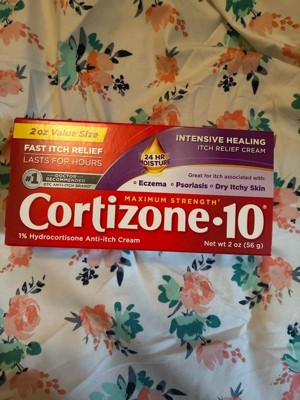 2 oz Value Size
FAST ITCH RELIEF
LASTS FOR HOURS
#1 DOCTOR
RECOMMENDED
OTC ANTI-ITCH BRAND
24 HR
MOISTURE
INTENSIVE HEALING
ITCH RELIEF CREAM
Great for itch associated with:
• Eczema • Psoriasis • Dry Itchy Skin
MAXIMUM STRENGTH†
Cortizone•10®
1% Hydrocortisone Anti-itch Cream
Net wt 2 oz (56 g)